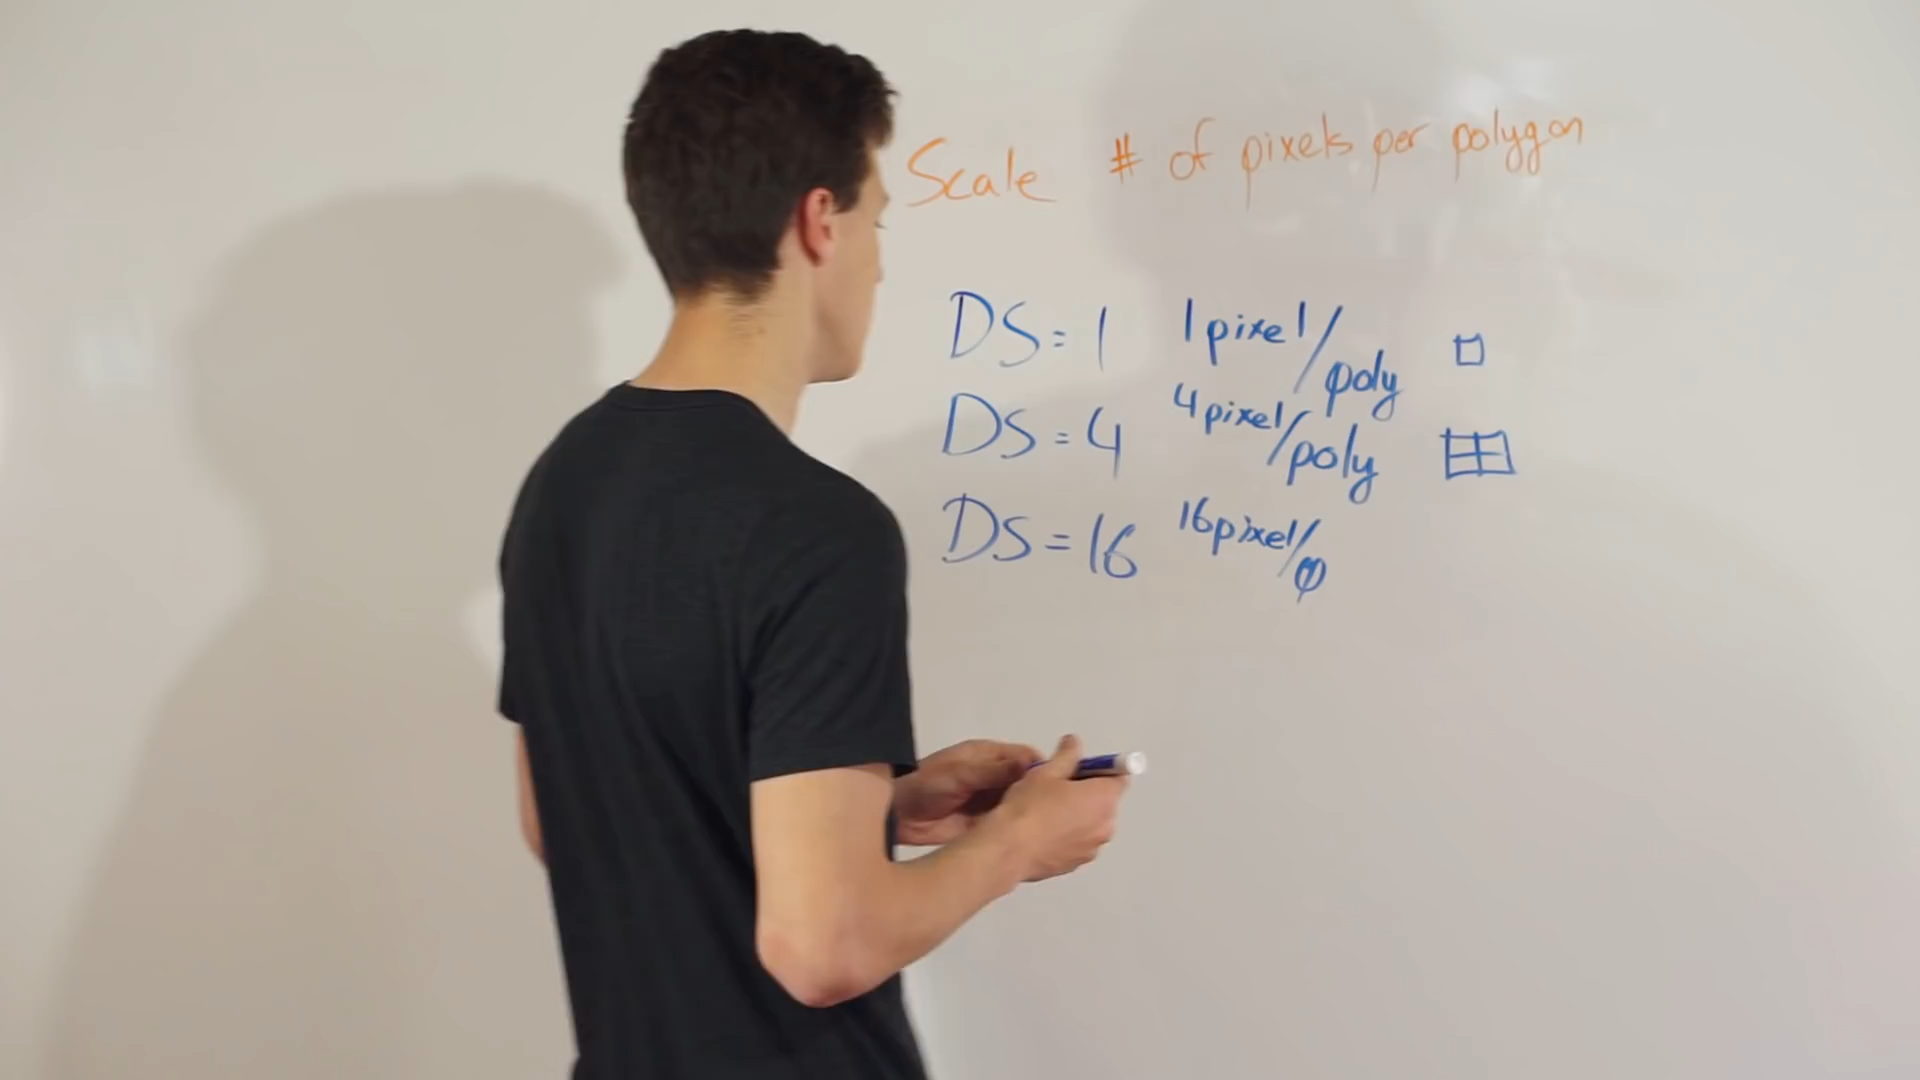 Scale # of pixels per polygon
DS = 1 1 pixel/poly
DS = 4 4 pixel/poly
DS = 16 16 pixel/